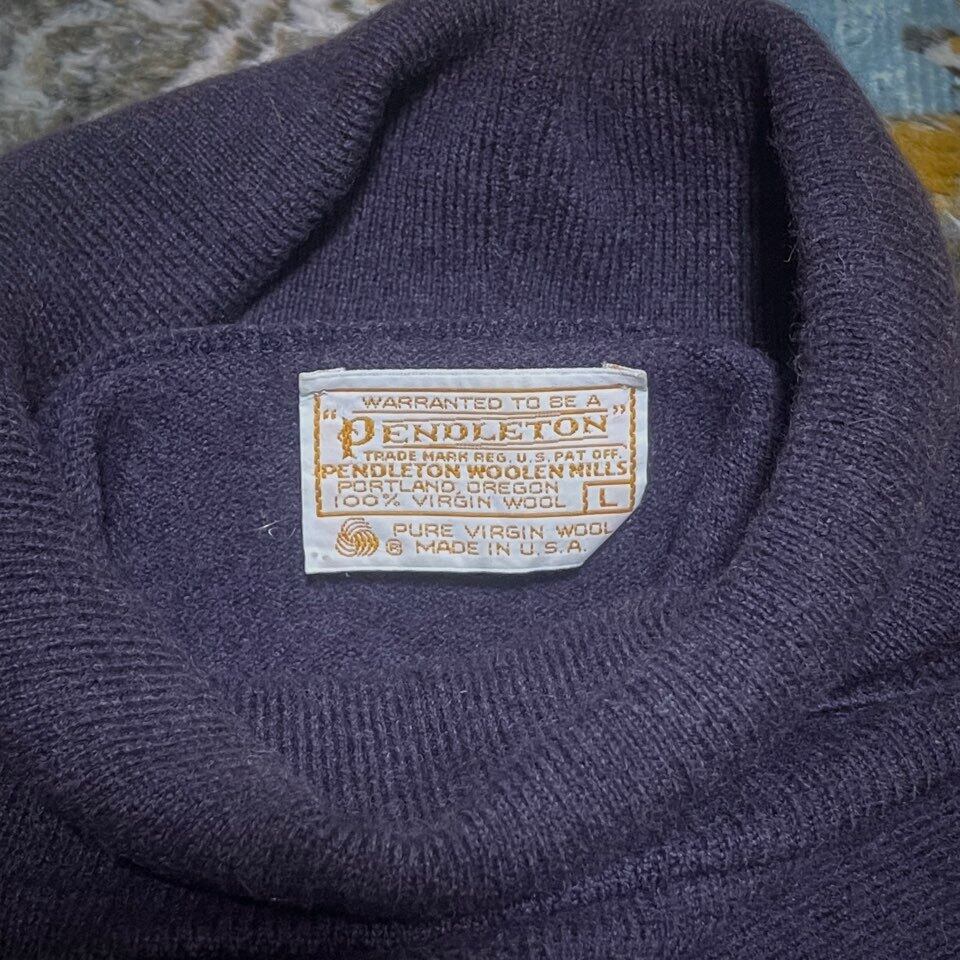 WARRANTED TO BE A
"PENDLETON"
TRADE MARK REG. U.S. PAT OFF.
PENDLETON WOOLEN MILLS
PORTLAND, OREGON
100% VIRGIN WOOL L
PURE VIRGIN WOOL
® MADE IN U.S.A.